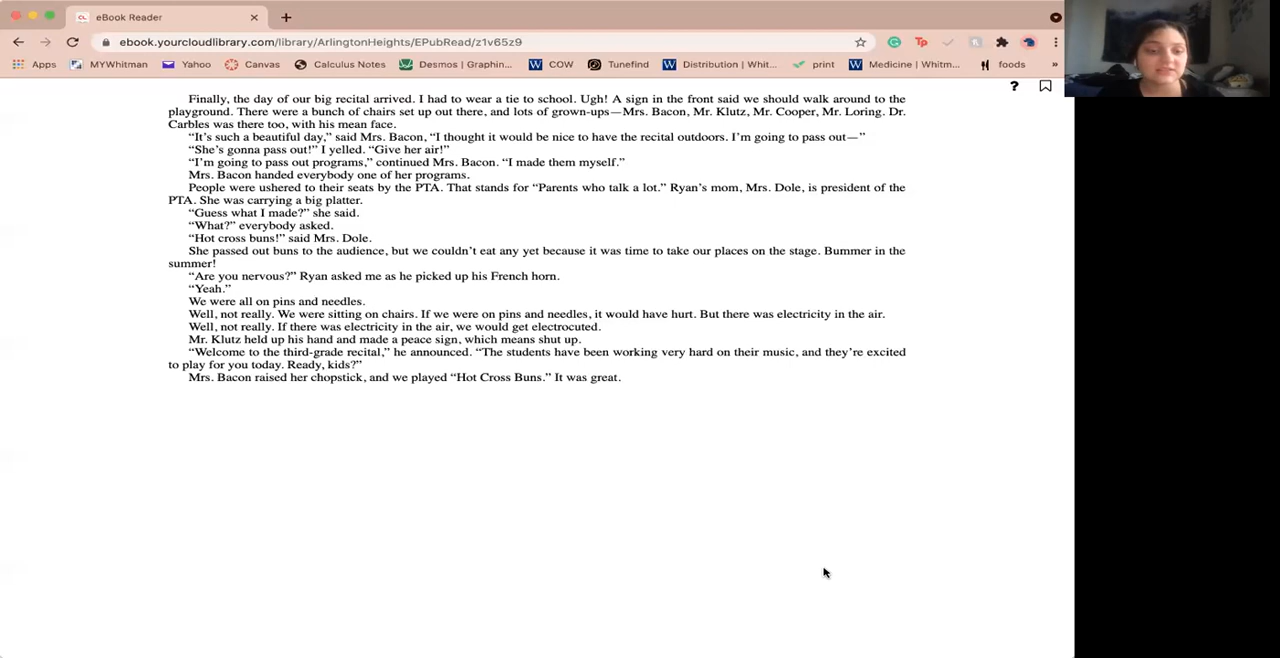 eBook Reader
ebook.yourcloudlibrary.com/library/ArlingtonHeights/EPubRead/z1v65z9
Apps MYWhitman Yahoo Canvas Calculus Notes Desmos | Graphin... COW Tunefind Distribution | Whit... print Medicine | Whitm... foods »
?
Finally, the day of our big recital arrived. I had to wear a tie to school. Ugh! A sign in the front said we should walk around to the
playground. There were a bunch of chairs set up out there, and lots of grown-ups—Mrs. Bacon, Mr. Klutz, Mr. Cooper, Mr. Loring. Dr.
Carbles was there too, with his mean face.
“It’s such a beautiful day,” said Mrs. Bacon, “I thought it would be nice to have the recital outdoors. I’m going to pass out—”
“She’s gonna pass out!” I yelled. “Give her air!”
“I’m going to pass out programs,” continued Mrs. Bacon. “I made them myself.”
Mrs. Bacon handed everybody one of her programs.
People were ushered to their seats by the PTA. That stands for “Parents who talk a lot.” Ryan’s mom, Mrs. Dole, is president of the
PTA. She was carrying a big platter.
“Guess what I made?” she said.
“What?” everybody asked.
“Hot cross buns!” said Mrs. Dole.
She passed out buns to the audience, but we couldn’t eat any yet because it was time to take our places on the stage. Bummer in the
summer!
“Are you nervous?” Ryan asked me as he picked up his French horn.
“Yeah.”
We were all on pins and needles.
Well, not really. We were sitting on chairs. If we were on pins and needles, it would have hurt. But there was electricity in the air.
Well, not really. If there was electricity in the air, we would get electrocuted.
Mr. Klutz held up his hand and made a peace sign, which means shut up.
“Welcome to the third-grade recital,” he announced. “The students have been working very hard on their music, and they’re excited
to play for you today. Ready, kids?”
Mrs. Bacon raised her chopstick, and we played “Hot Cross Buns.” It was great.